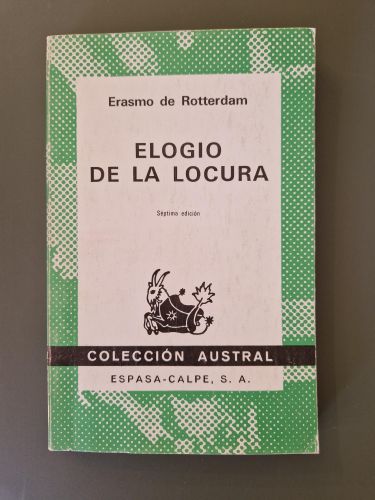 Erasmo de Rotterdam
ELOGIO
DE LA LOCURA
Séptima edición
COLECCIÓN AUSTRAL
ESPASA-CALPE, S. A.